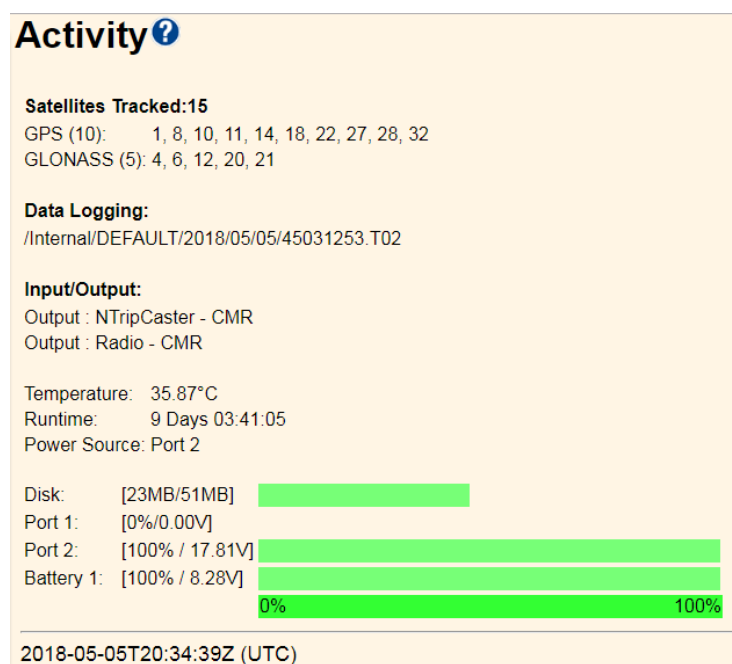 Activity?
Satellites Tracked:15
GPS (10): 1, 8, 10, 11, 14, 18, 22, 27, 28, 32
GLONASS (5): 4, 6, 12, 20, 21
Data Logging:
/Internal/DEFAULT/2018/05/05/45031253.T02
Input/Output:
Output : NTripCaster - CMR
Output : Radio - CMR
Temperature: 35.87°C
Runtime: 9 Days 03:41:05
Power Source: Port 2
Disk: [23MB/51MB]
Port 1: [0%/0.00V]
Port 2: [100% / 17.81V]
Battery 1: [100% / 8.28V]
0% 100%
2018-05-05T20:34:39Z (UTC)